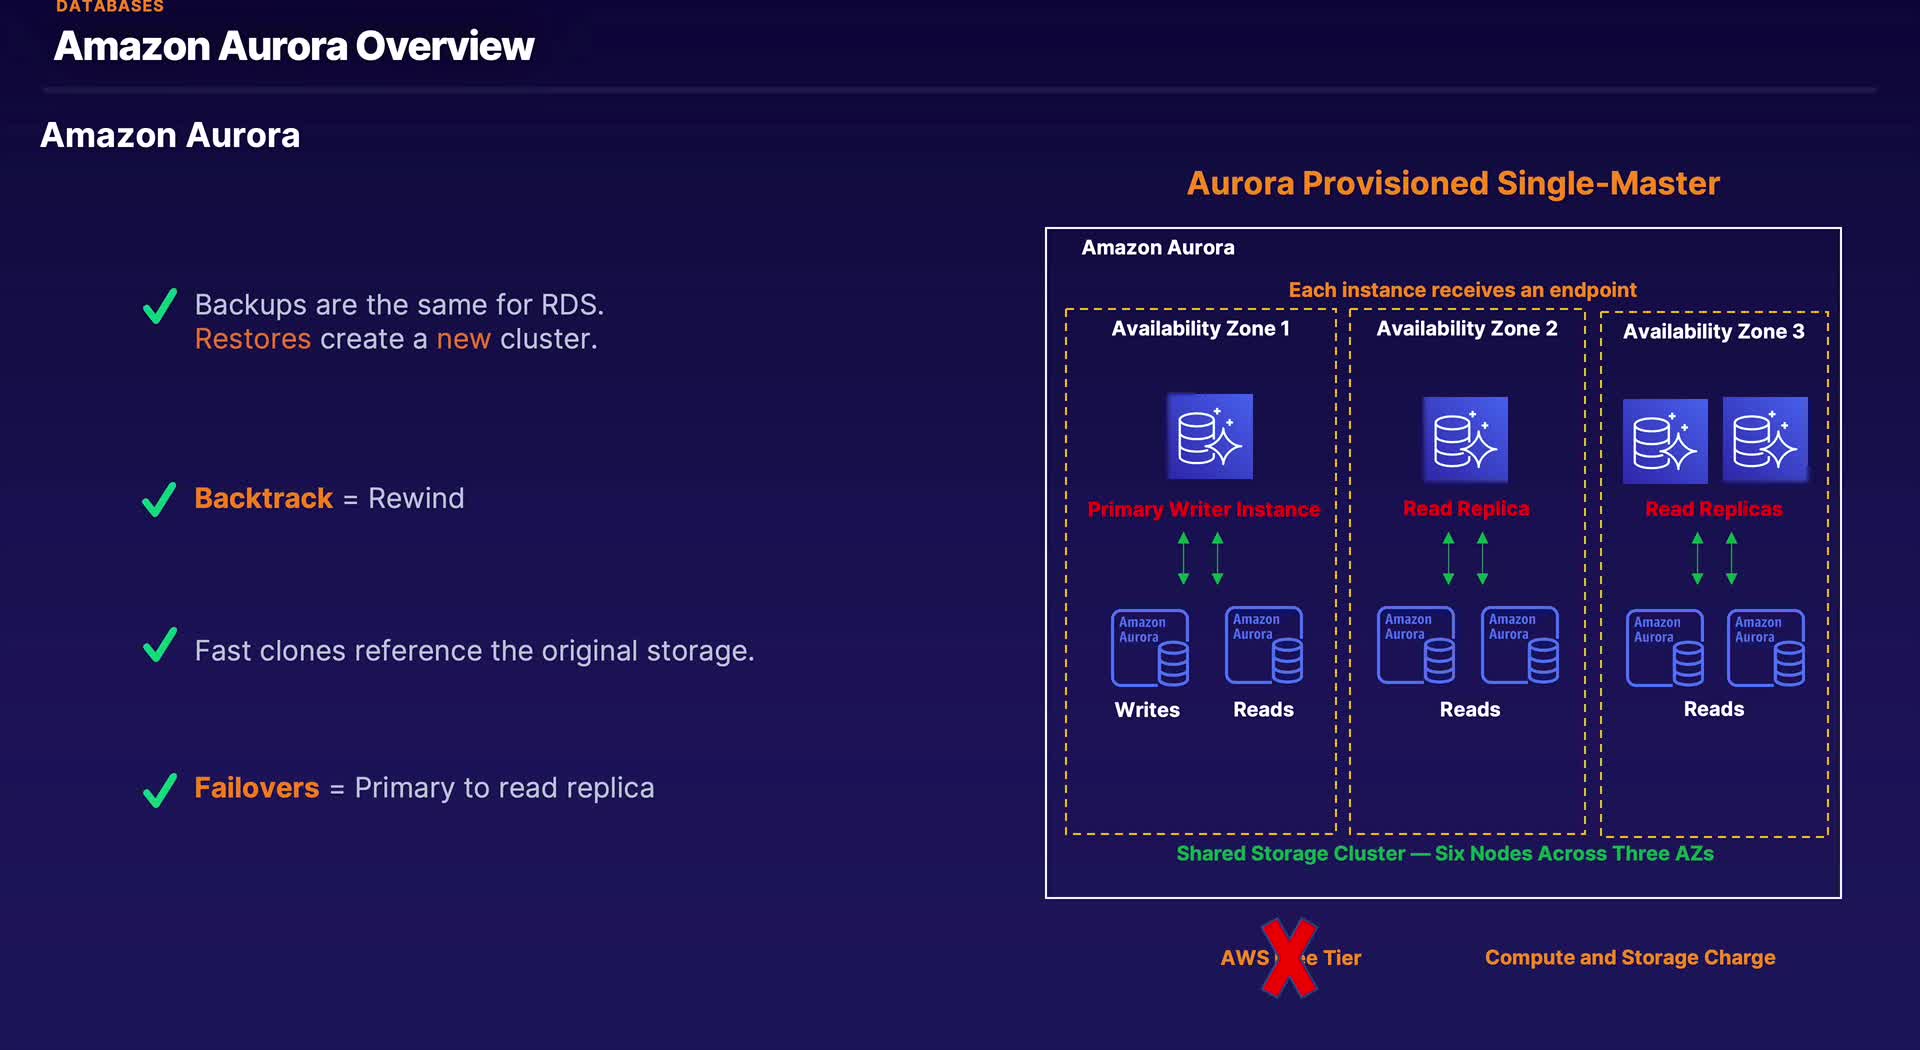 DATABASES
Amazon Aurora Overview
Amazon Aurora
Backups are the same for RDS.
Restores create a new cluster.
Backtrack = Rewind
Fast clones reference the original storage.
Failovers = Primary to read replica
Aurora Provisioned Single-Master
Amazon Aurora
Each instance receives an endpoint
Availability Zone 1
Availability Zone 2
Availability Zone 3
Primary Writer Instance
Read Replica
Read Replicas
Amazon
Aurora
Amazon
Aurora
Amazon
Aurora
Amazon
Aurora
Amazon
Aurora
Amazon
Aurora
Writes
Reads
Reads
Reads
Shared Storage Cluster — Six Nodes Across Three AZs
AWS Tier
Compute and Storage Charge